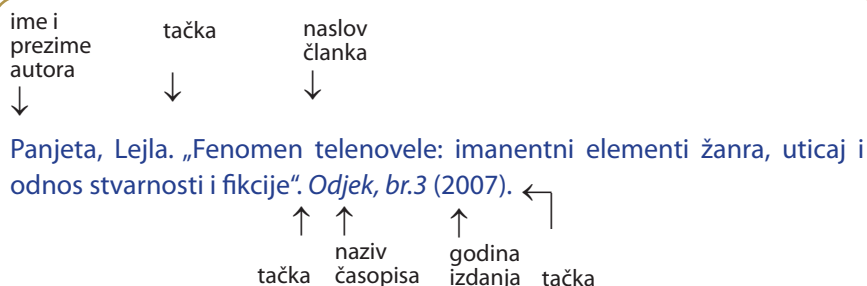 ime i
prezime
autora
tačka
naslov
članka
Panjeta, Lejla. „Fenomen telenovele: imanentni elementi žanra, uticaj i
odnos stvarnosti i fikcije“. Odjek, br.3 (2007).
tačka
naziv
časopisa
godina
izdanja
tačka